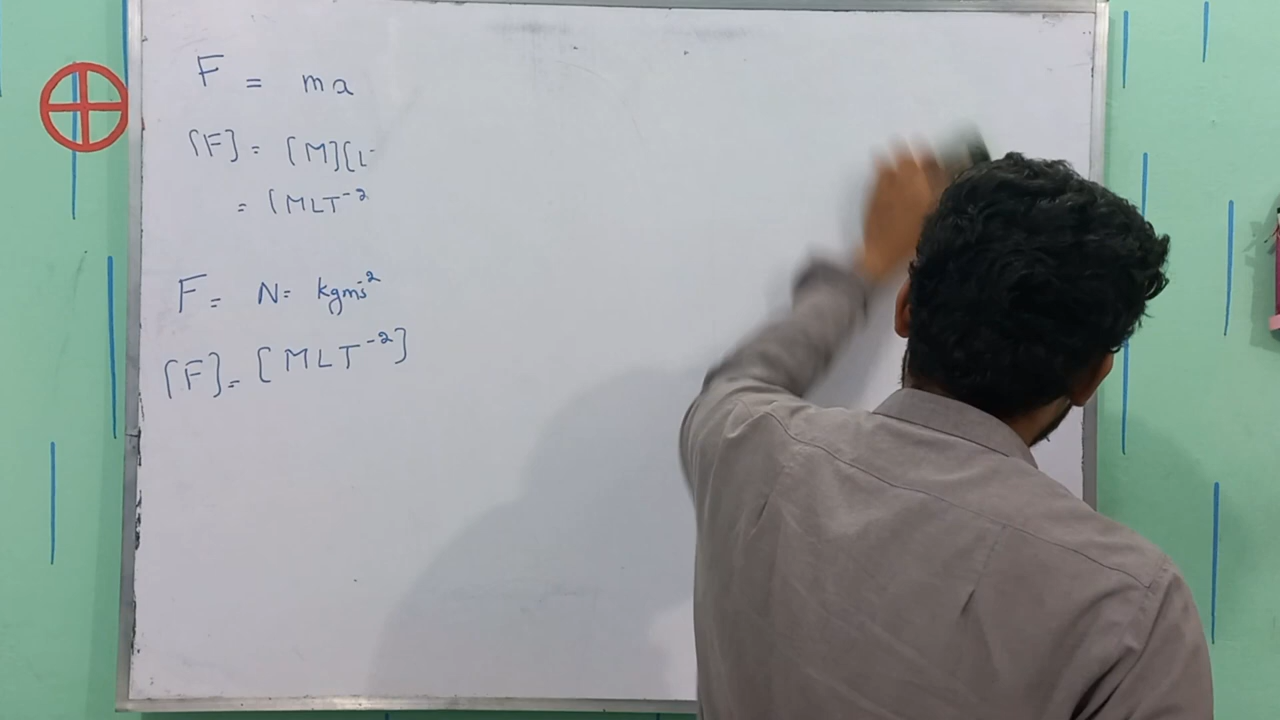 F = ma
[F] = [M][L
= [MLT⁻²
F = N = kgms⁻²
[F] = [MLT⁻²]